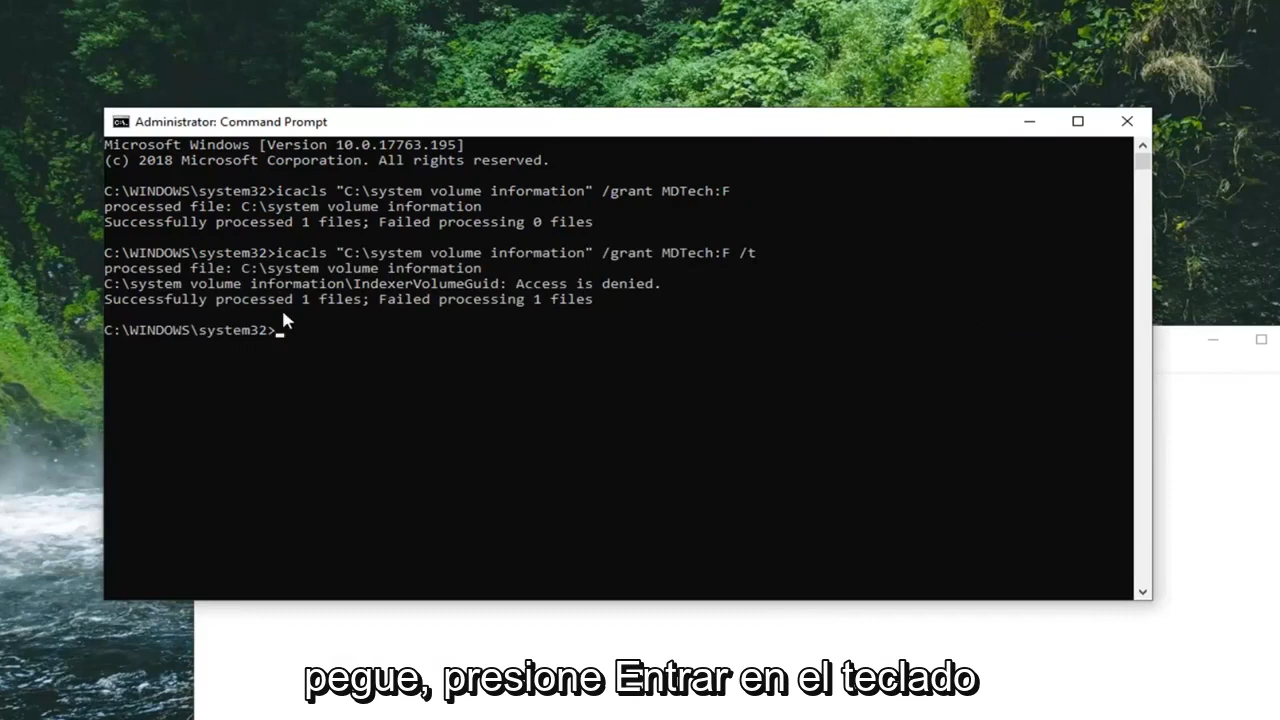 Administrator: Command Prompt
Microsoft Windows [Version 10.0.17763.195]
(c) 2018 Microsoft Corporation. All rights reserved.
C:\WINDOWS\system32>icacls "C:\system volume information" /grant MDTech:F
processed file: C:\system volume information
Successfully processed 1 files; Failed processing 0 files
C:\WINDOWS\system32>icacls "C:\system volume information" /grant MDTech:F /t
processed file: C:\system volume information
C:\system volume information\IndexerVolumeGuid: Access is denied.
Successfully processed 1 files; Failed processing 1 files
C:\WINDOWS\system32>
pegue, presione Entrar en el teclado